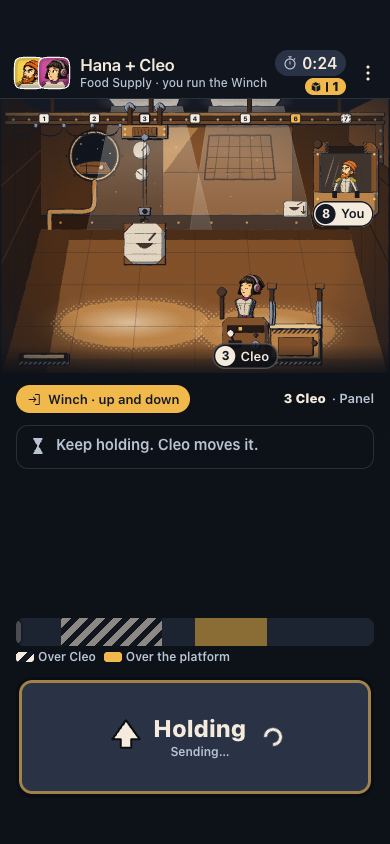 Hana + Cleo
Food Supply · you run the Winch
0:24
1
1 2 3 4 5 6 7
8 You
3 Cleo
Winch · up and down
3 Cleo · Panel
Keep holding. Cleo moves it.
Over Cleo Over the platform
Holding
Sending...